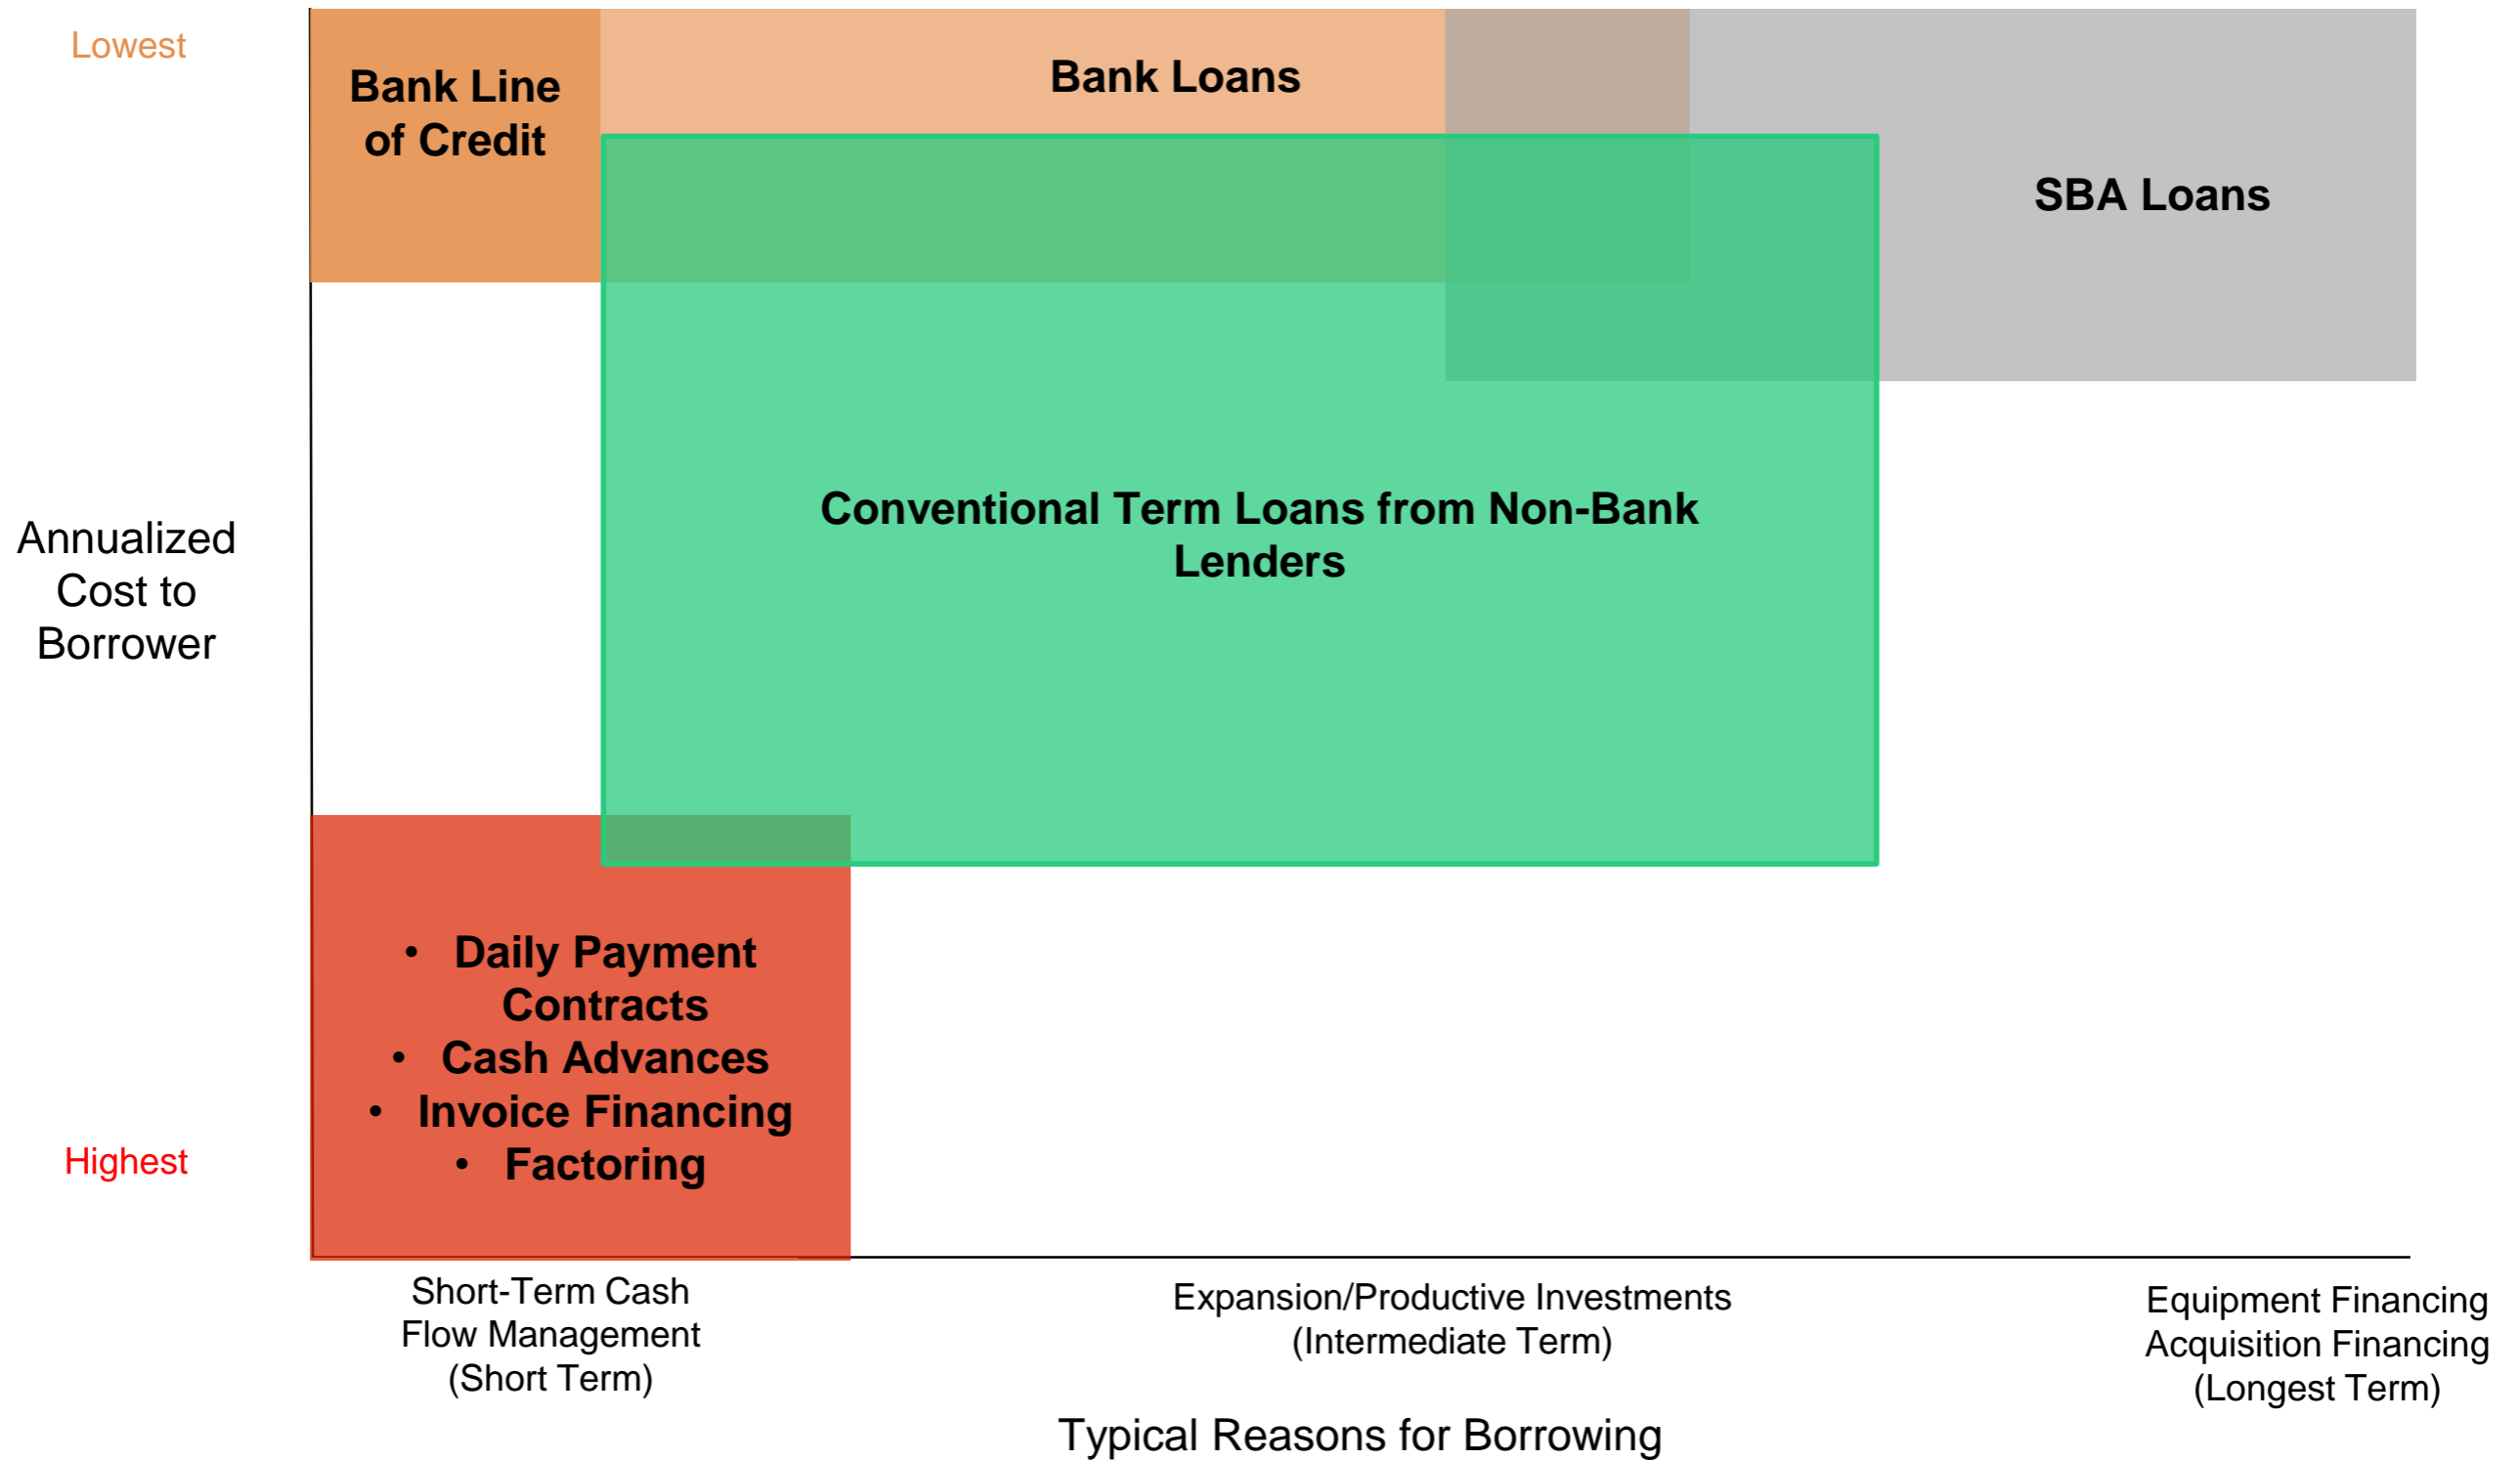 Lowest
Bank Line
of Credit
Bank Loans
SBA Loans
Annualized
Cost to
Borrower
Conventional Term Loans from Non-Bank
Lenders
• Daily Payment
Contracts
• Cash Advances
• Invoice Financing
• Factoring
Highest
Short-Term Cash
Flow Management
(Short Term)
Expansion/Productive Investments
(Intermediate Term)
Equipment Financing
Acquisition Financing
(Longest Term)
Typical Reasons for Borrowing